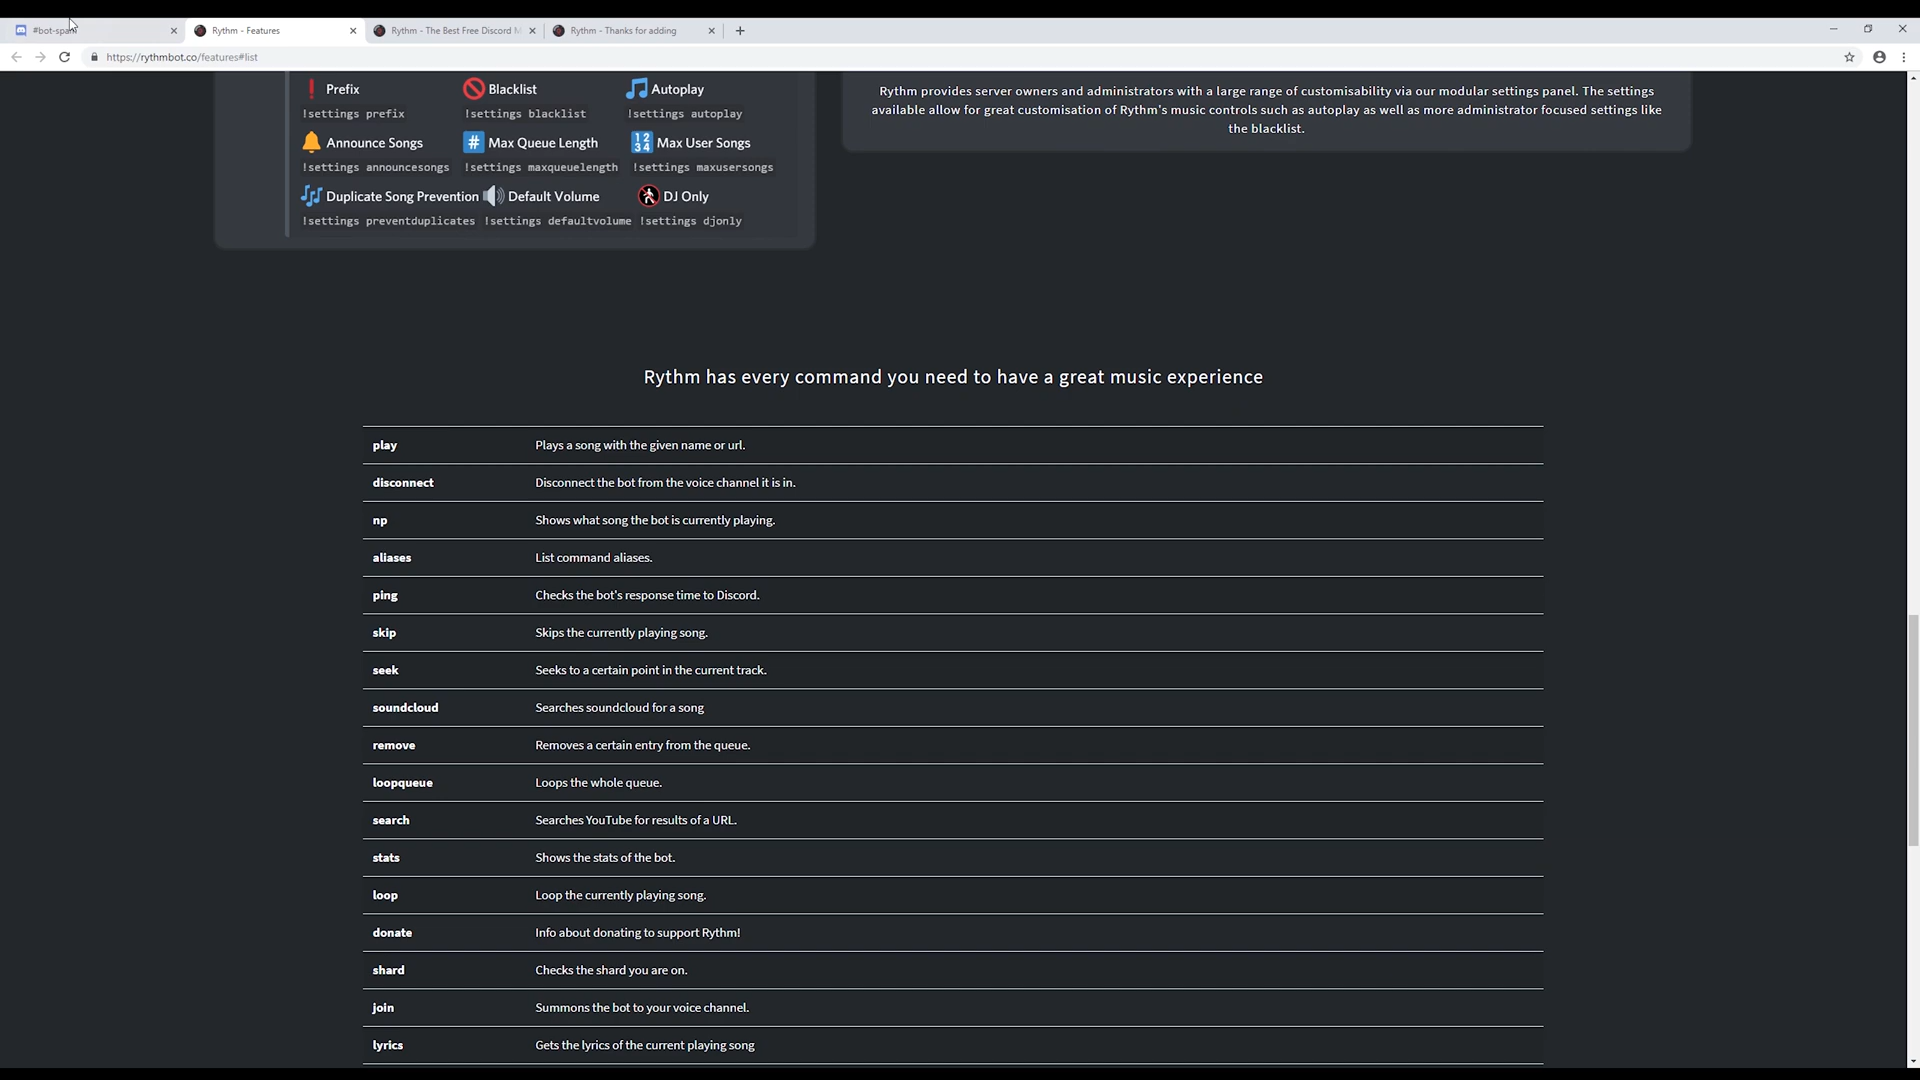 #bot-spa
Rythm - Features
Rythm - The Best Free Discord M
Rythm - Thanks for adding
https://rythmbot.co/features#list
Prefix Blacklist Autoplay
!settings prefix !settings blacklist !settings autoplay
Announce Songs Max Queue Length Max User Songs
!settings announcesongs !settings maxqueuelength !settings maxusersongs
Duplicate Song Prevention Default Volume DJ Only
!settings preventduplicates !settings defaultvolume !settings djonly
Rythm provides server owners and administrators with a large range of customisability via our modular settings panel. The settings
available allow for great customisation of Rythm's music controls such as autoplay as well as more administrator focused settings like
the blacklist.
Rythm has every command you need to have a great music experience
play Plays a song with the given name or url.
disconnect Disconnect the bot from the voice channel it is in.
np Shows what song the bot is currently playing.
aliases List command aliases.
ping Checks the bot's response time to Discord.
skip Skips the currently playing song.
seek Seeks to a certain point in the current track.
soundcloud Searches soundcloud for a song
remove Removes a certain entry from the queue.
loopqueue Loops the whole queue.
search Searches YouTube for results of a URL.
stats Shows the stats of the bot.
loop Loop the currently playing song.
donate Info about donating to support Rythm!
shard Checks the shard you are on.
join Summons the bot to your voice channel.
lyrics Gets the lyrics of the current playing song